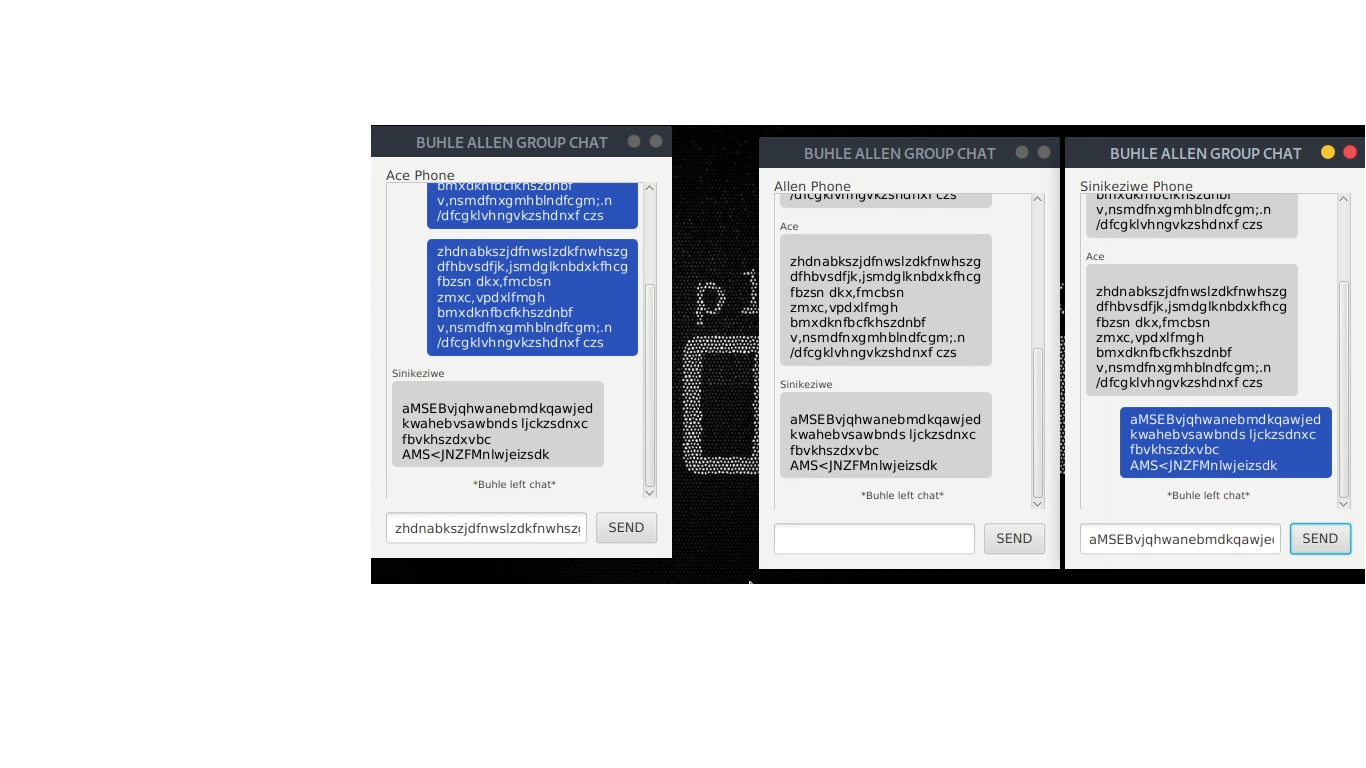 BUHLE ALLEN GROUP CHAT
Ace Phone
bmxdknfbcfkhszdnbf
v,nsmdfnxgmhblndfcgm;.n
/dfcgklvhngvkzshdnxf czs
zhdnabkszjdfnwslzdkfnwhszg
dfhbvsdfjk,jsmdglknbdxkfhcg
fbzsn dkx,fmcbsn
zmxc,vpdxlfmgh
bmxdknfbcfkhszdnbf
v,nsmdfnxgmhblndfcgm;.n
/dfcgklvhngvkzshdnxf czs
Sinikeziwe
aMSEBvjqhwanebmdkqawjed
kwahebvsawbnds ljckzsdnxc
fbvkhszdxvbc
AMS<JNZFMnlwjeizsdk
*Buhle left chat*
zhdnabkszjdfnwslzdkfnwhszg
SEND
pl
BUHLE ALLEN GROUP CHAT
Allen Phone
/dfcgklvhngvkzshdnxf czs
Ace
zhdnabkszjdfnwslzdkfnwhszg
dfhbvsdfjk,jsmdglknbdxkfhcg
fbzsn dkx,fmcbsn
zmxc,vpdxlfmgh
bmxdknfbcfkhszdnbf
v,nsmdfnxgmhblndfcgm;.n
/dfcgklvhngvkzshdnxf czs
Sinikeziwe
aMSEBvjqhwanebmdkqawjed
kwahebvsawbnds ljckzsdnxc
fbvkhszdxvbc
AMS<JNZFMnlwjeizsdk
*Buhle left chat*
SEND
BUHLE ALLEN GROUP CHAT
Sinikeziwe Phone
bmxdknfbcfkhszdnbf
v,nsmdfnxgmhblndfcgm;.n
/dfcgklvhngvkzshdnxf czs
Ace
zhdnabkszjdfnwslzdkfnwhszg
dfhbvsdfjk,jsmdglknbdxkfhcg
fbzsn dkx,fmcbsn
zmxc,vpdxlfmgh
bmxdknfbcfkhszdnbf
v,nsmdfnxgmhblndfcgm;.n
/dfcgklvhngvkzshdnxf czs
aMSEBvjqhwanebmdkqawjed
kwahebvsawbnds ljckzsdnxc
fbvkhszdxvbc
AMS<JNZFMnlwjeizsdk
*Buhle left chat*
aMSEBvjqhwanebmdkqawjed
SEND